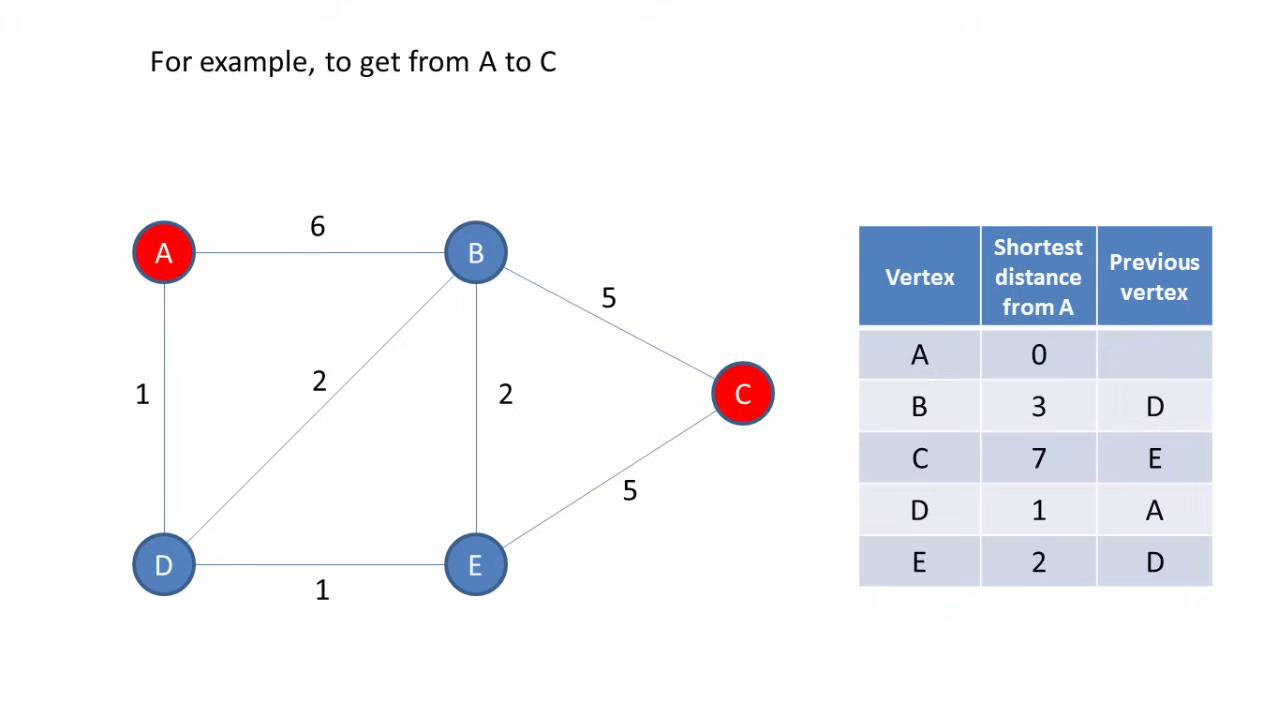 For example, to get from A to C
6
A
B
5
1
2
2
C
5
D
E
1
Vertex
Shortest
distance
from A
Previous
vertex
A 0
B 3 D
C 7 E
D 1 A
E 2 D